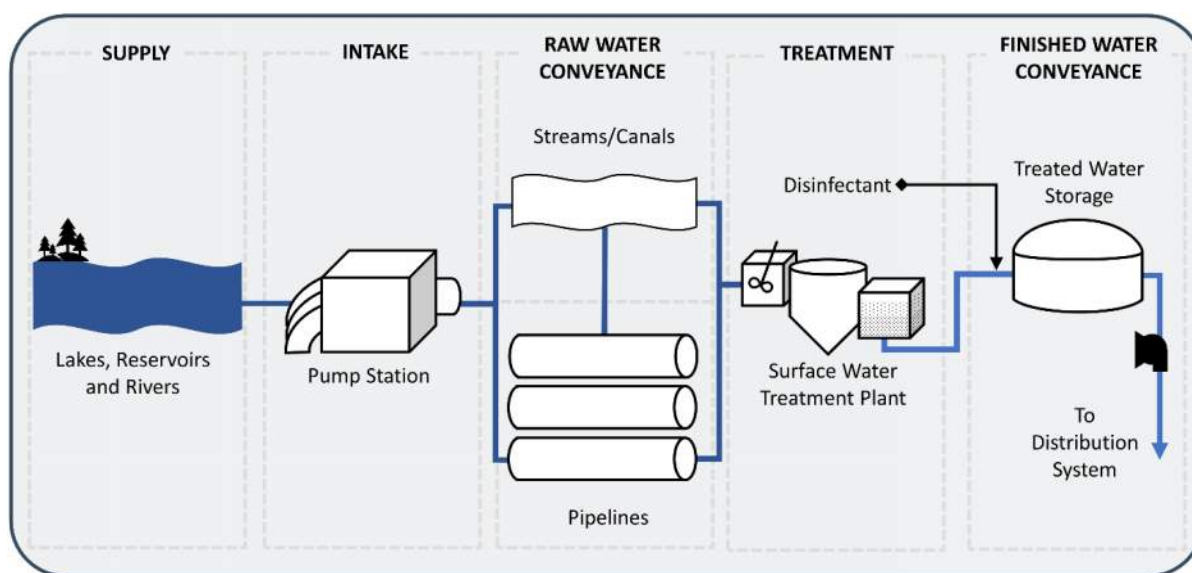 SUPPLY
INTAKE
RAW WATER
CONVEYANCE
TREATMENT
FINISHED WATER
CONVEYANCE
Streams/Canals
Disinfectant
Treated Water
Storage
Lakes, Reservoirs
and Rivers
Pump Station
Surface Water
Treatment Plant
To
Distribution
System
Pipelines